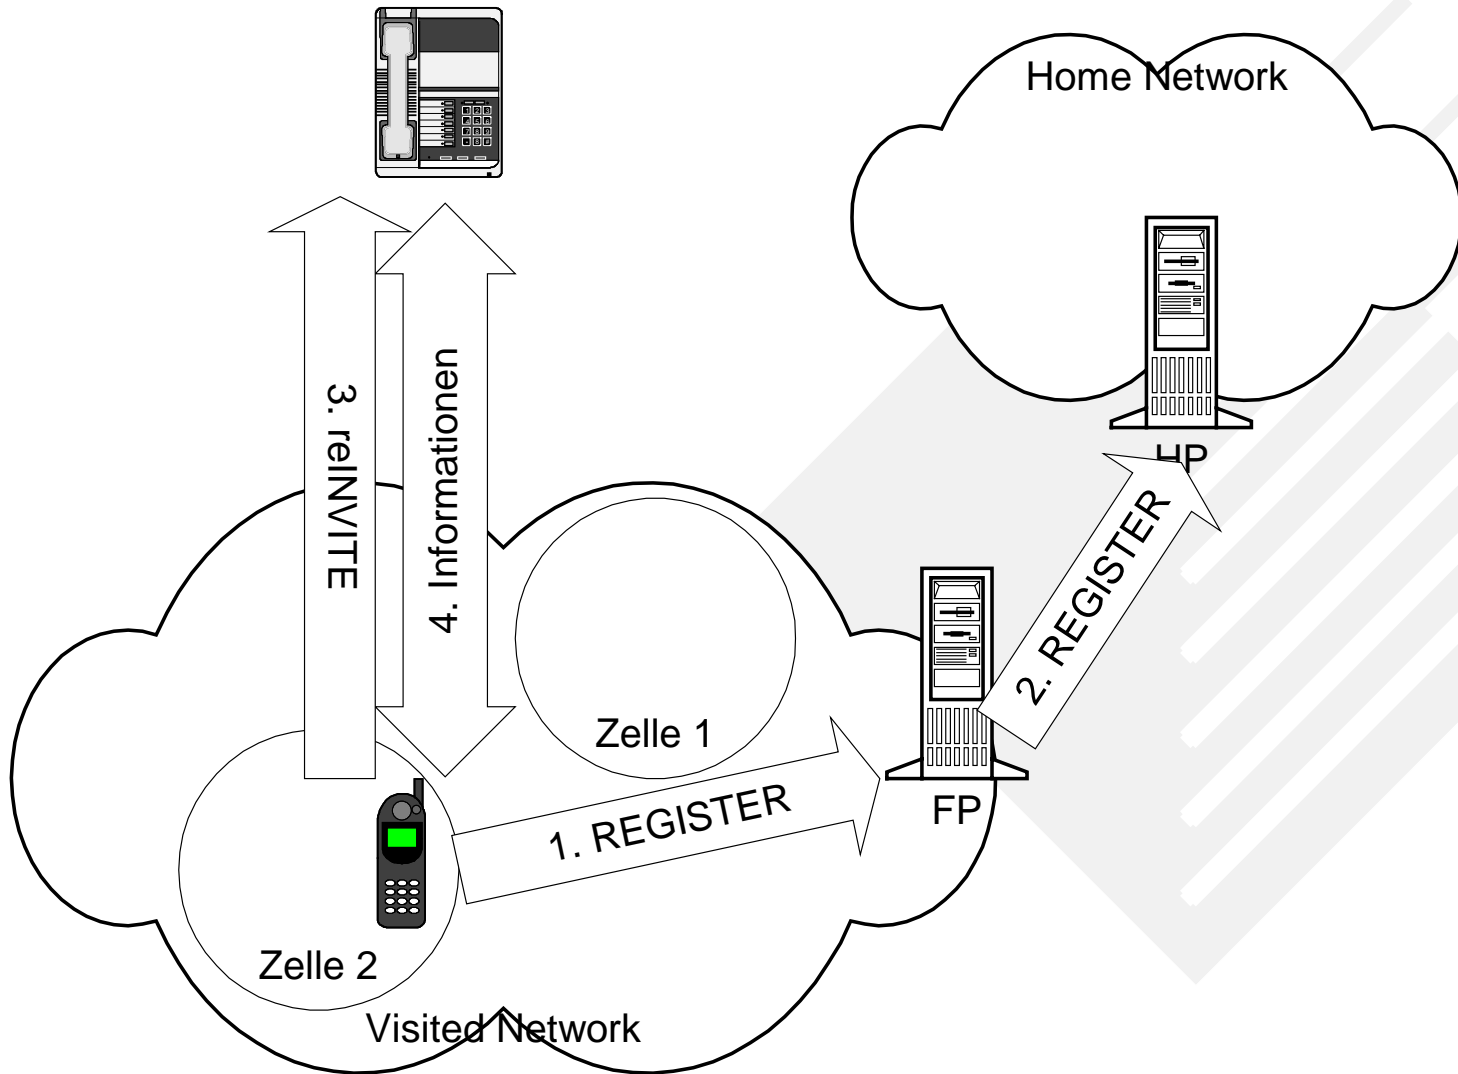 Home Network
HP
3. reINVITE
4. Informationen
2. REGISTER
Zelle 1
1. REGISTER
FP
Zelle 2
Visited Network